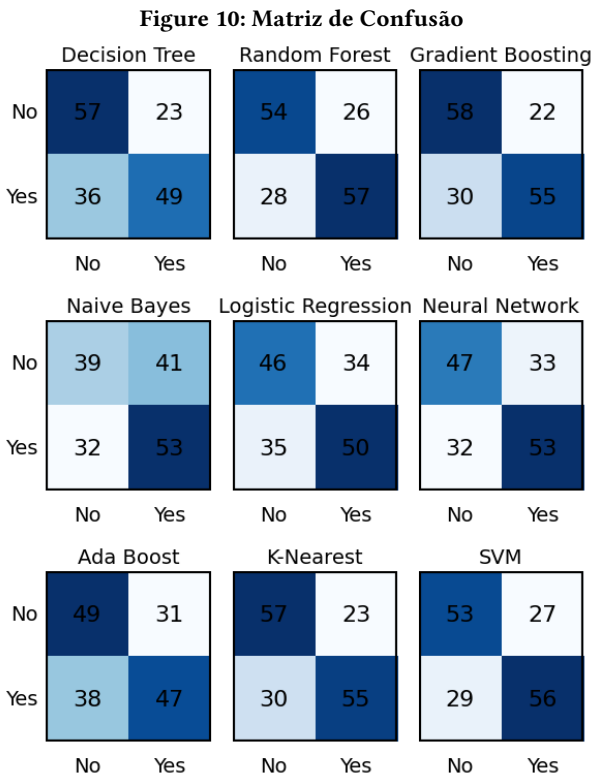 Figure 10: Matriz de Confusão
Decision Tree Random Forest Gradient Boosting
No 57 23 54 26 58 22
Yes 36 49 28 57 30 55
No Yes No Yes No Yes
Naive Bayes Logistic Regression Neural Network
No 39 41 46 34 47 33
Yes 32 53 35 50 32 53
No Yes No Yes No Yes
Ada Boost K-Nearest SVM
No 49 31 57 23 53 27
Yes 38 47 30 55 29 56
No Yes No Yes No Yes